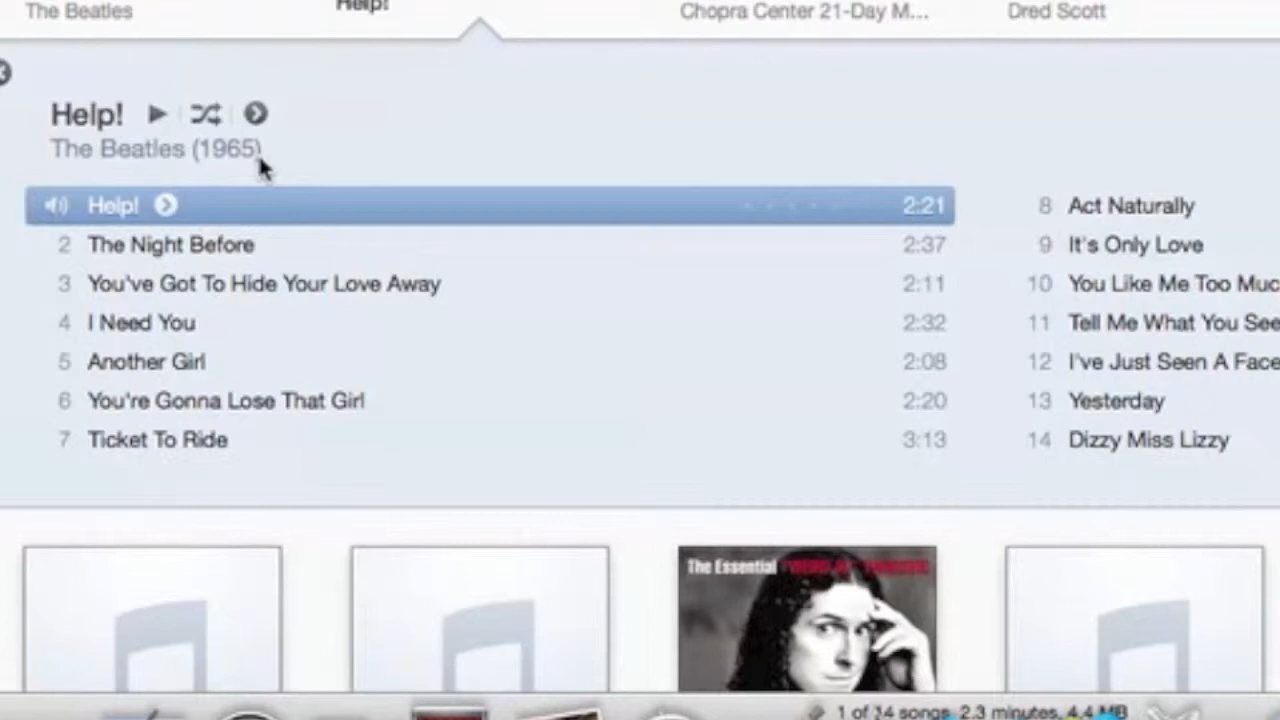 The Beatles
Help!
Chopra Center 21-Day M...
Dred Scott
Help!
The Beatles (1965)
Help! 2:21
2 The Night Before 2:37
3 You've Got To Hide Your Love Away 2:11
4 I Need You 2:32
5 Another Girl 2:08
6 You're Gonna Lose That Girl 2:20
7 Ticket To Ride 3:13
8 Act Naturally
9 It's Only Love
10 You Like Me Too Muc
11 Tell Me What You See
12 I've Just Seen A Face
13 Yesterday
14 Dizzy Miss Lizzy
The Essential
1 of 14 songs, 2.3 minutes, 4.4 MB